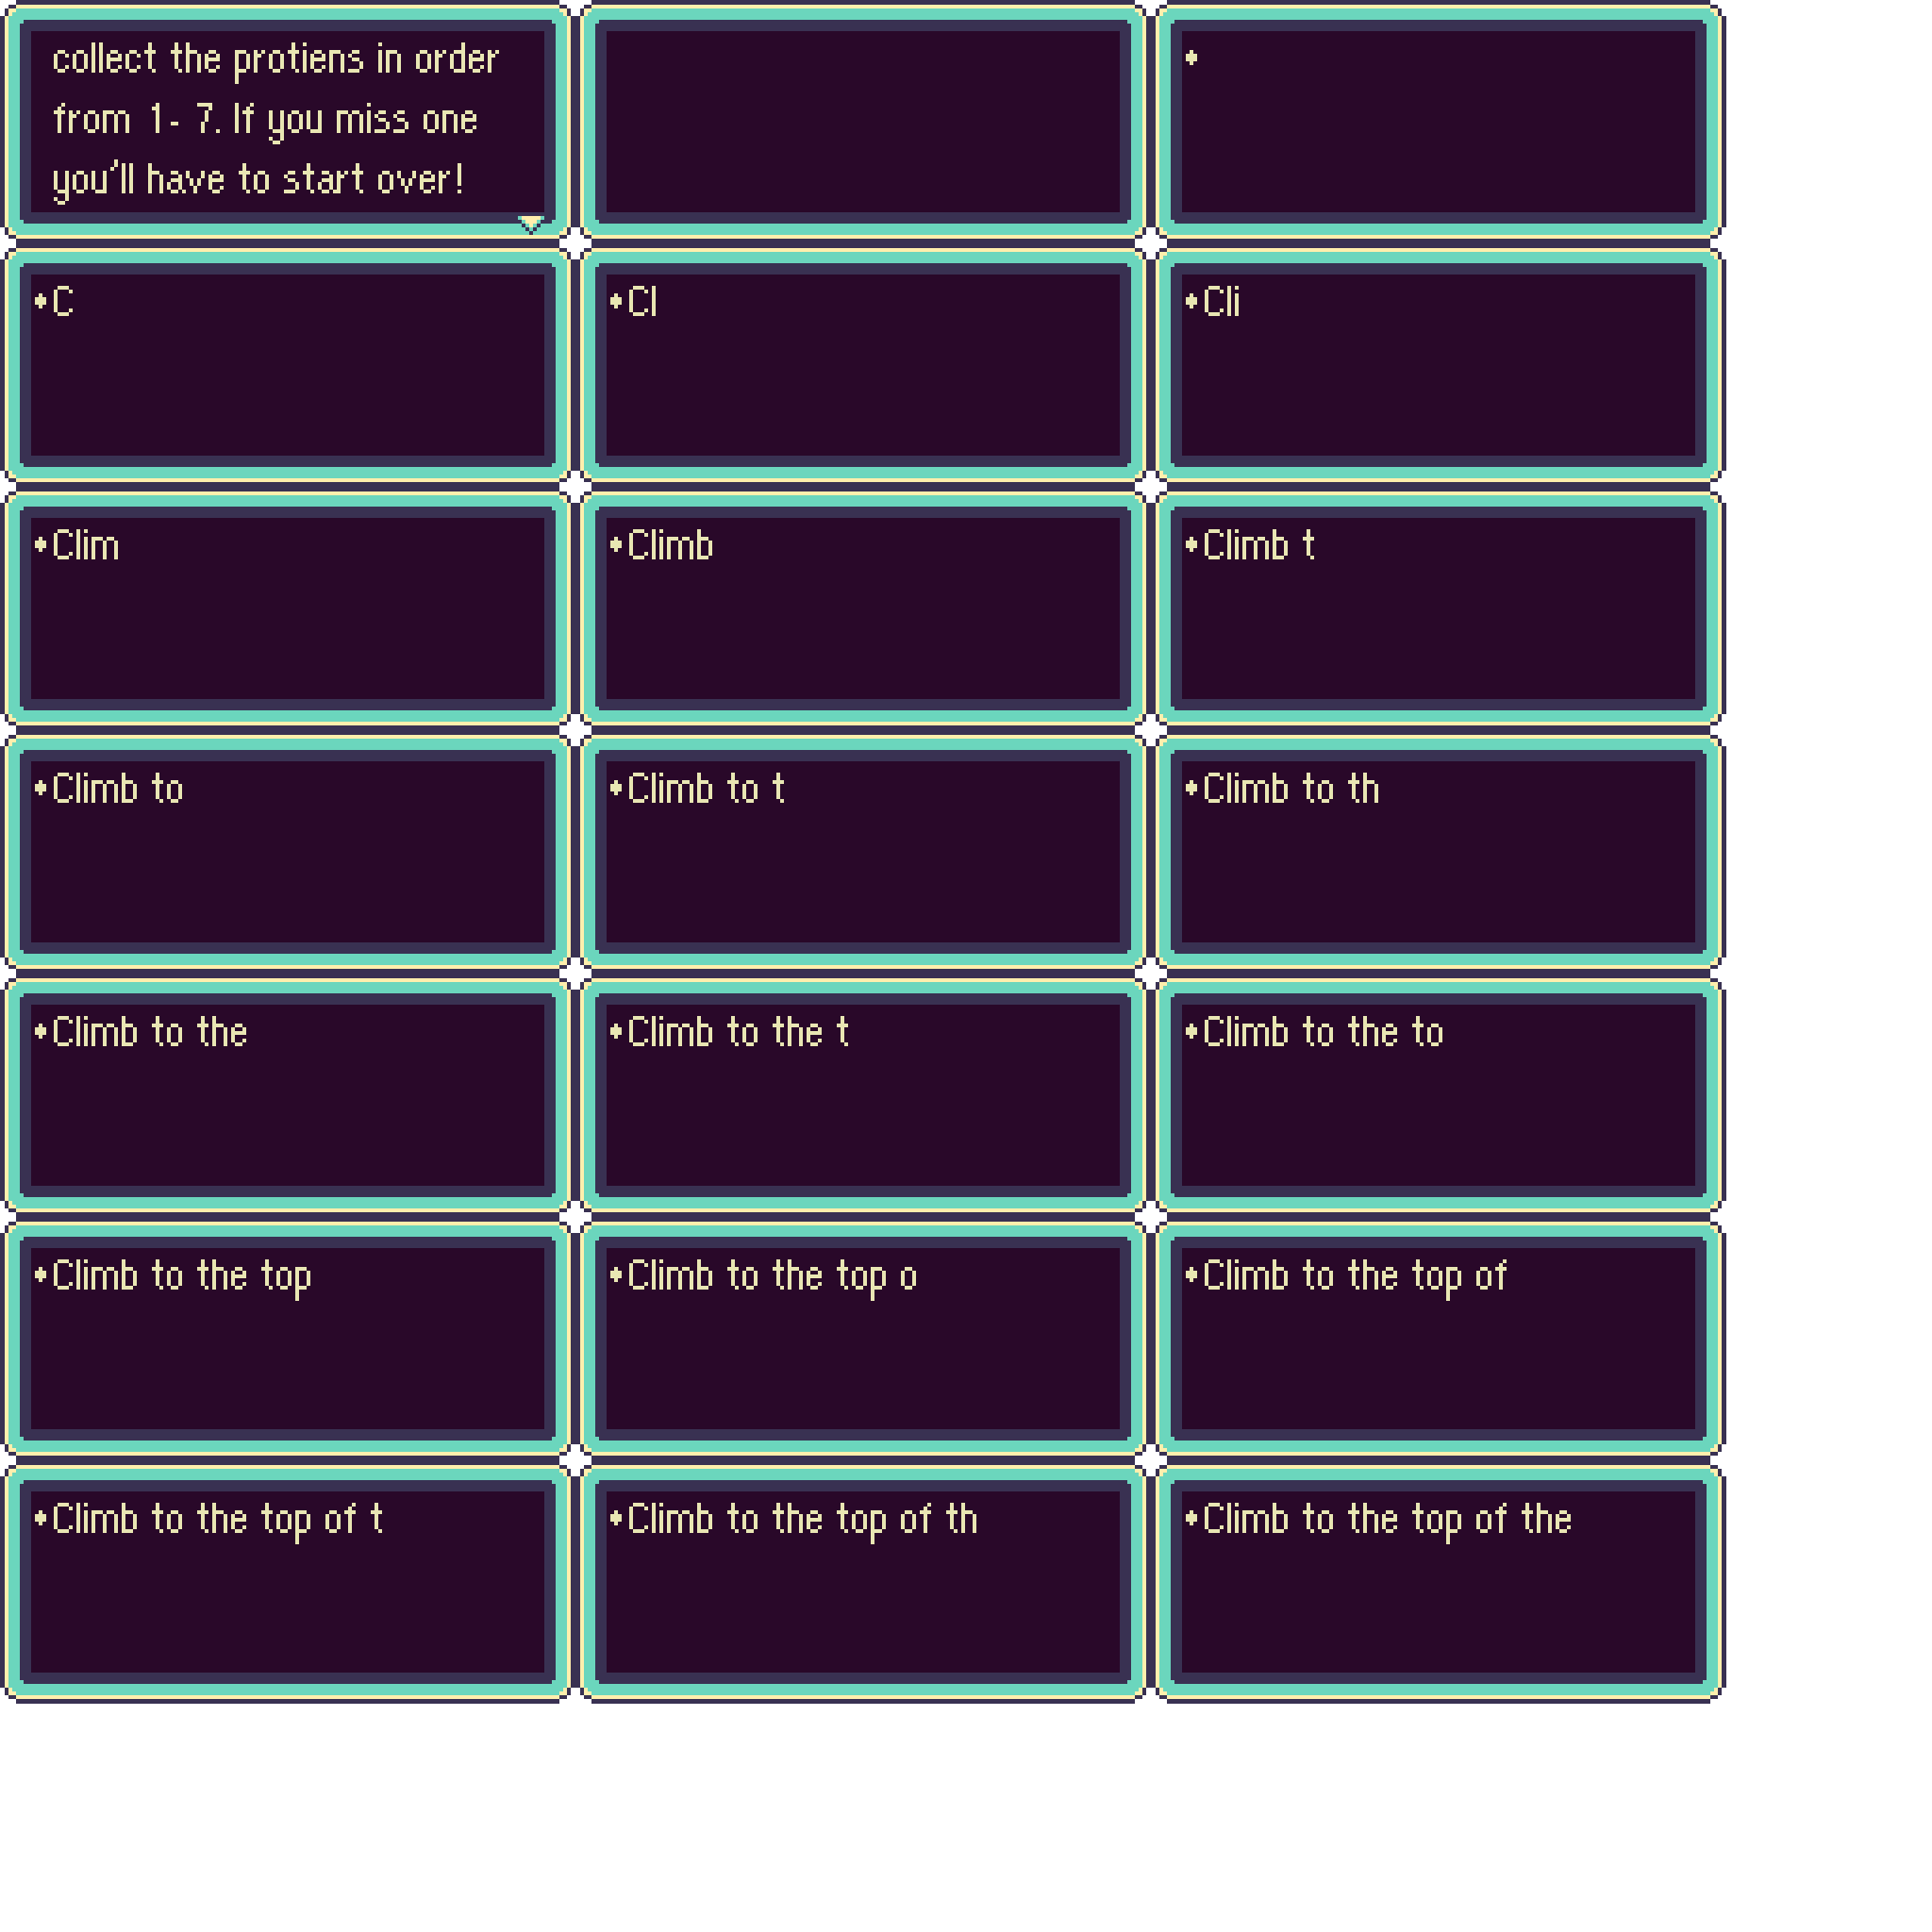 collect the protiens in order
from 1- 7. If you miss one
you'll have to start over!
•
•C
•Cl
•Cli
•Clim
•Climb
•Climb t
•Climb to
•Climb to t
•Climb to th
•Climb to the
•Climb to the t
•Climb to the to
•Climb to the top
•Climb to the top o
•Climb to the top of
•Climb to the top of t
•Climb to the top of th
•Climb to the top of the